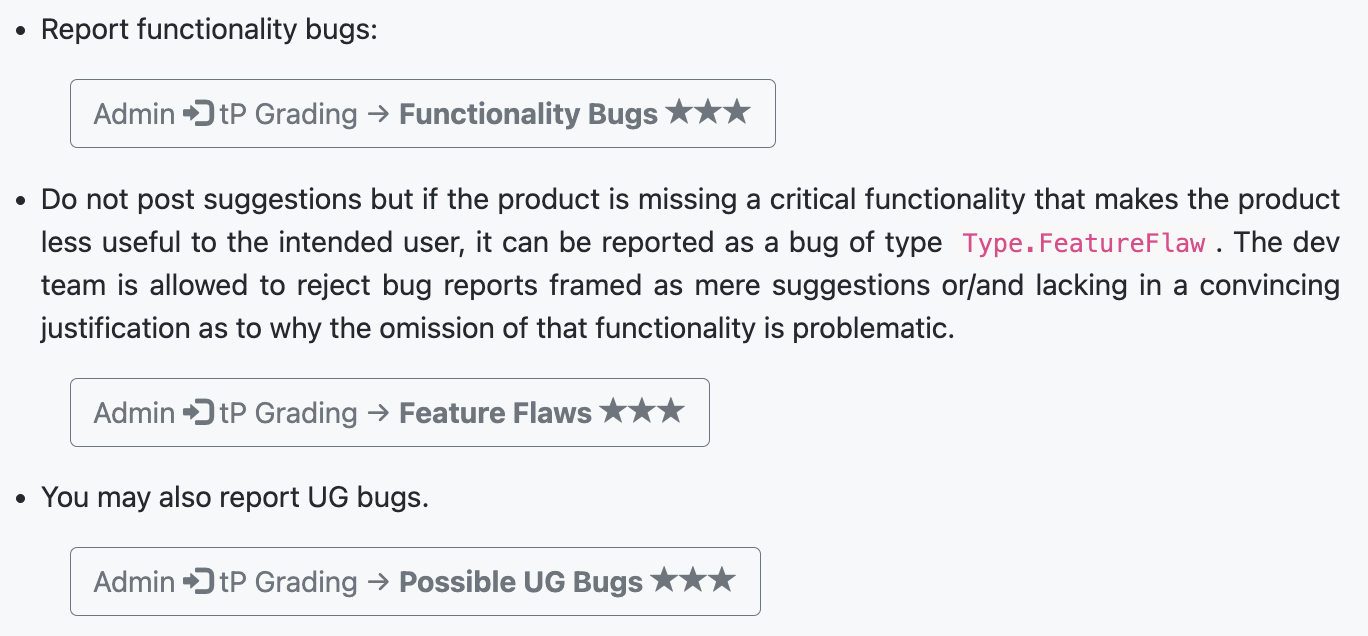 • Report functionality bugs:
Admin tP Grading → Functionality Bugs ★★★
• Do not post suggestions but if the product is missing a critical functionality that makes the product
less useful to the intended user, it can be reported as a bug of type Type.FeatureFlaw . The dev
team is allowed to reject bug reports framed as mere suggestions or/and lacking in a convincing
justification as to why the omission of that functionality is problematic.
Admin tP Grading → Feature Flaws ★★★
• You may also report UG bugs.
Admin tP Grading → Possible UG Bugs ★★★